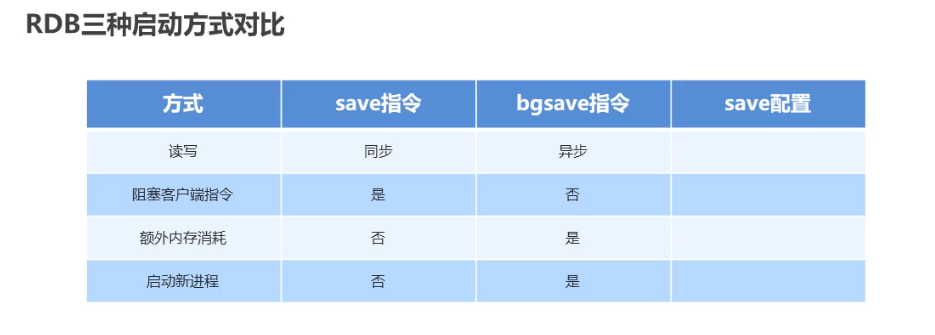 RDB三种启动方式对比
方式 save指令 bgsave指令 save配置
读写 同步 异步
阻塞客户端指令 是 否
额外内存消耗 否 是
启动新进程 否 是